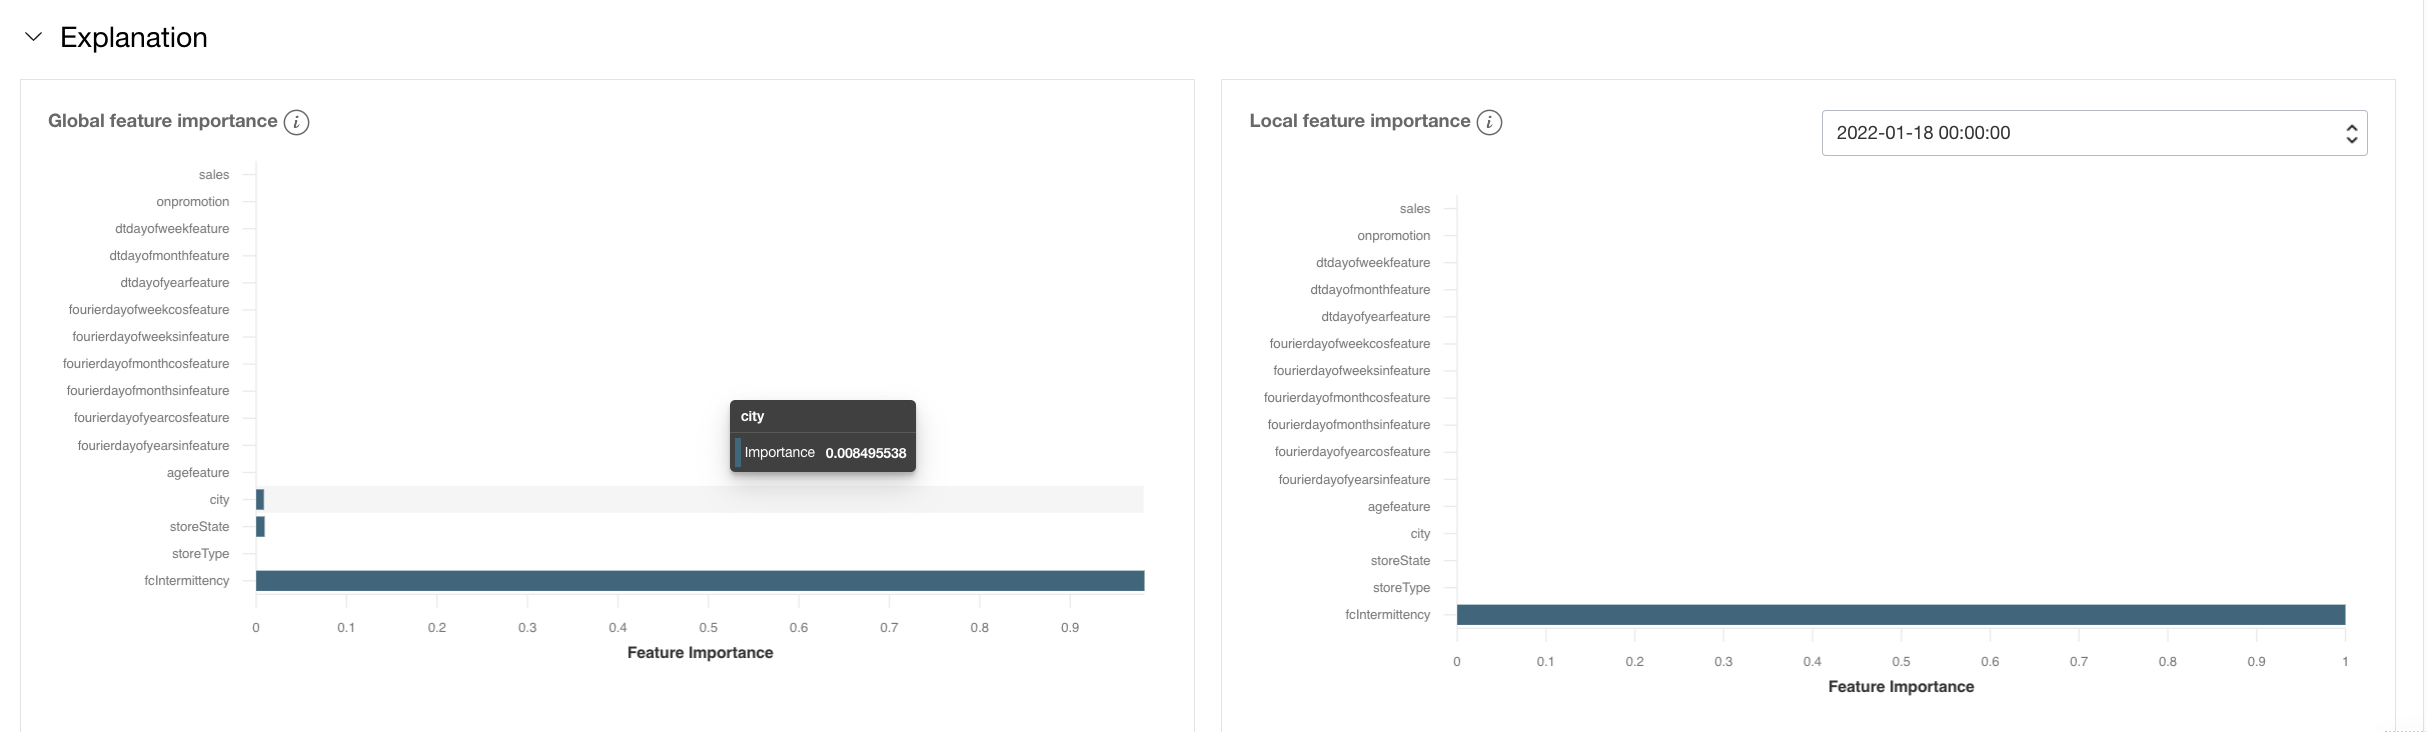 Explanation
Global feature importance i
sales
onpromotion
dtdayofweekfeature
dtdayofmonthfeature
dtdayofyearfeature
fourierdayofweekcosfeature
fourierdayofweeksinfeature
fourierdayofmonthcosfeature
fourierdayofmonthsinfeature
fourierdayofyearcosfeature
fourierdayofyearsinfeature
agefeature
city
storeState
storeType
fcIntermittency
city
Importance 0.008495538
0 0.1 0.2 0.3 0.4 0.5 0.6 0.7 0.8 0.9
Feature Importance
Local feature importance i
2022-01-18 00:00:00
sales
onpromotion
dtdayofweekfeature
dtdayofmonthfeature
dtdayofyearfeature
fourierdayofweekcosfeature
fourierdayofweeksinfeature
fourierdayofmonthcosfeature
fourierdayofmonthsinfeature
fourierdayofyearcosfeature
fourierdayofyearsinfeature
agefeature
city
storeState
storeType
fcIntermittency
0 0.1 0.2 0.3 0.4 0.5 0.6 0.7 0.8 0.9 1
Feature Importance